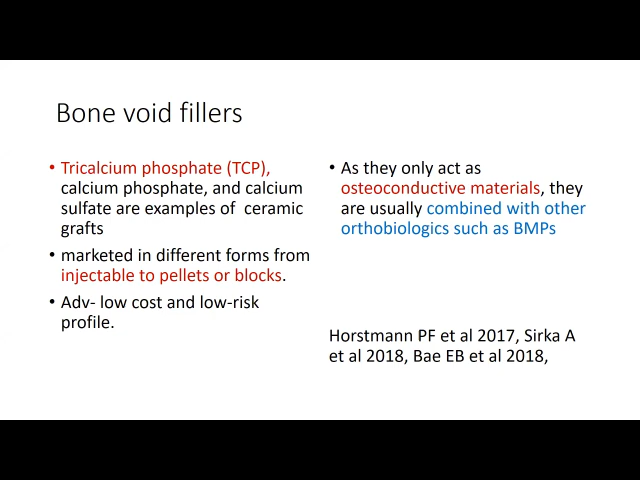 Bone void fillers
• Tricalcium phosphate (TCP),
calcium phosphate, and calcium
sulfate are examples of  ceramic
grafts
• marketed in different forms from
injectable to pellets or blocks.
• Adv- low cost and low-risk
profile.
• As they only act as
osteoconductive materials, they
are usually combined with other
orthobiologics such as BMPs
Horstmann PF et al 2017, Sirka A
et al 2018, Bae EB et al 2018,